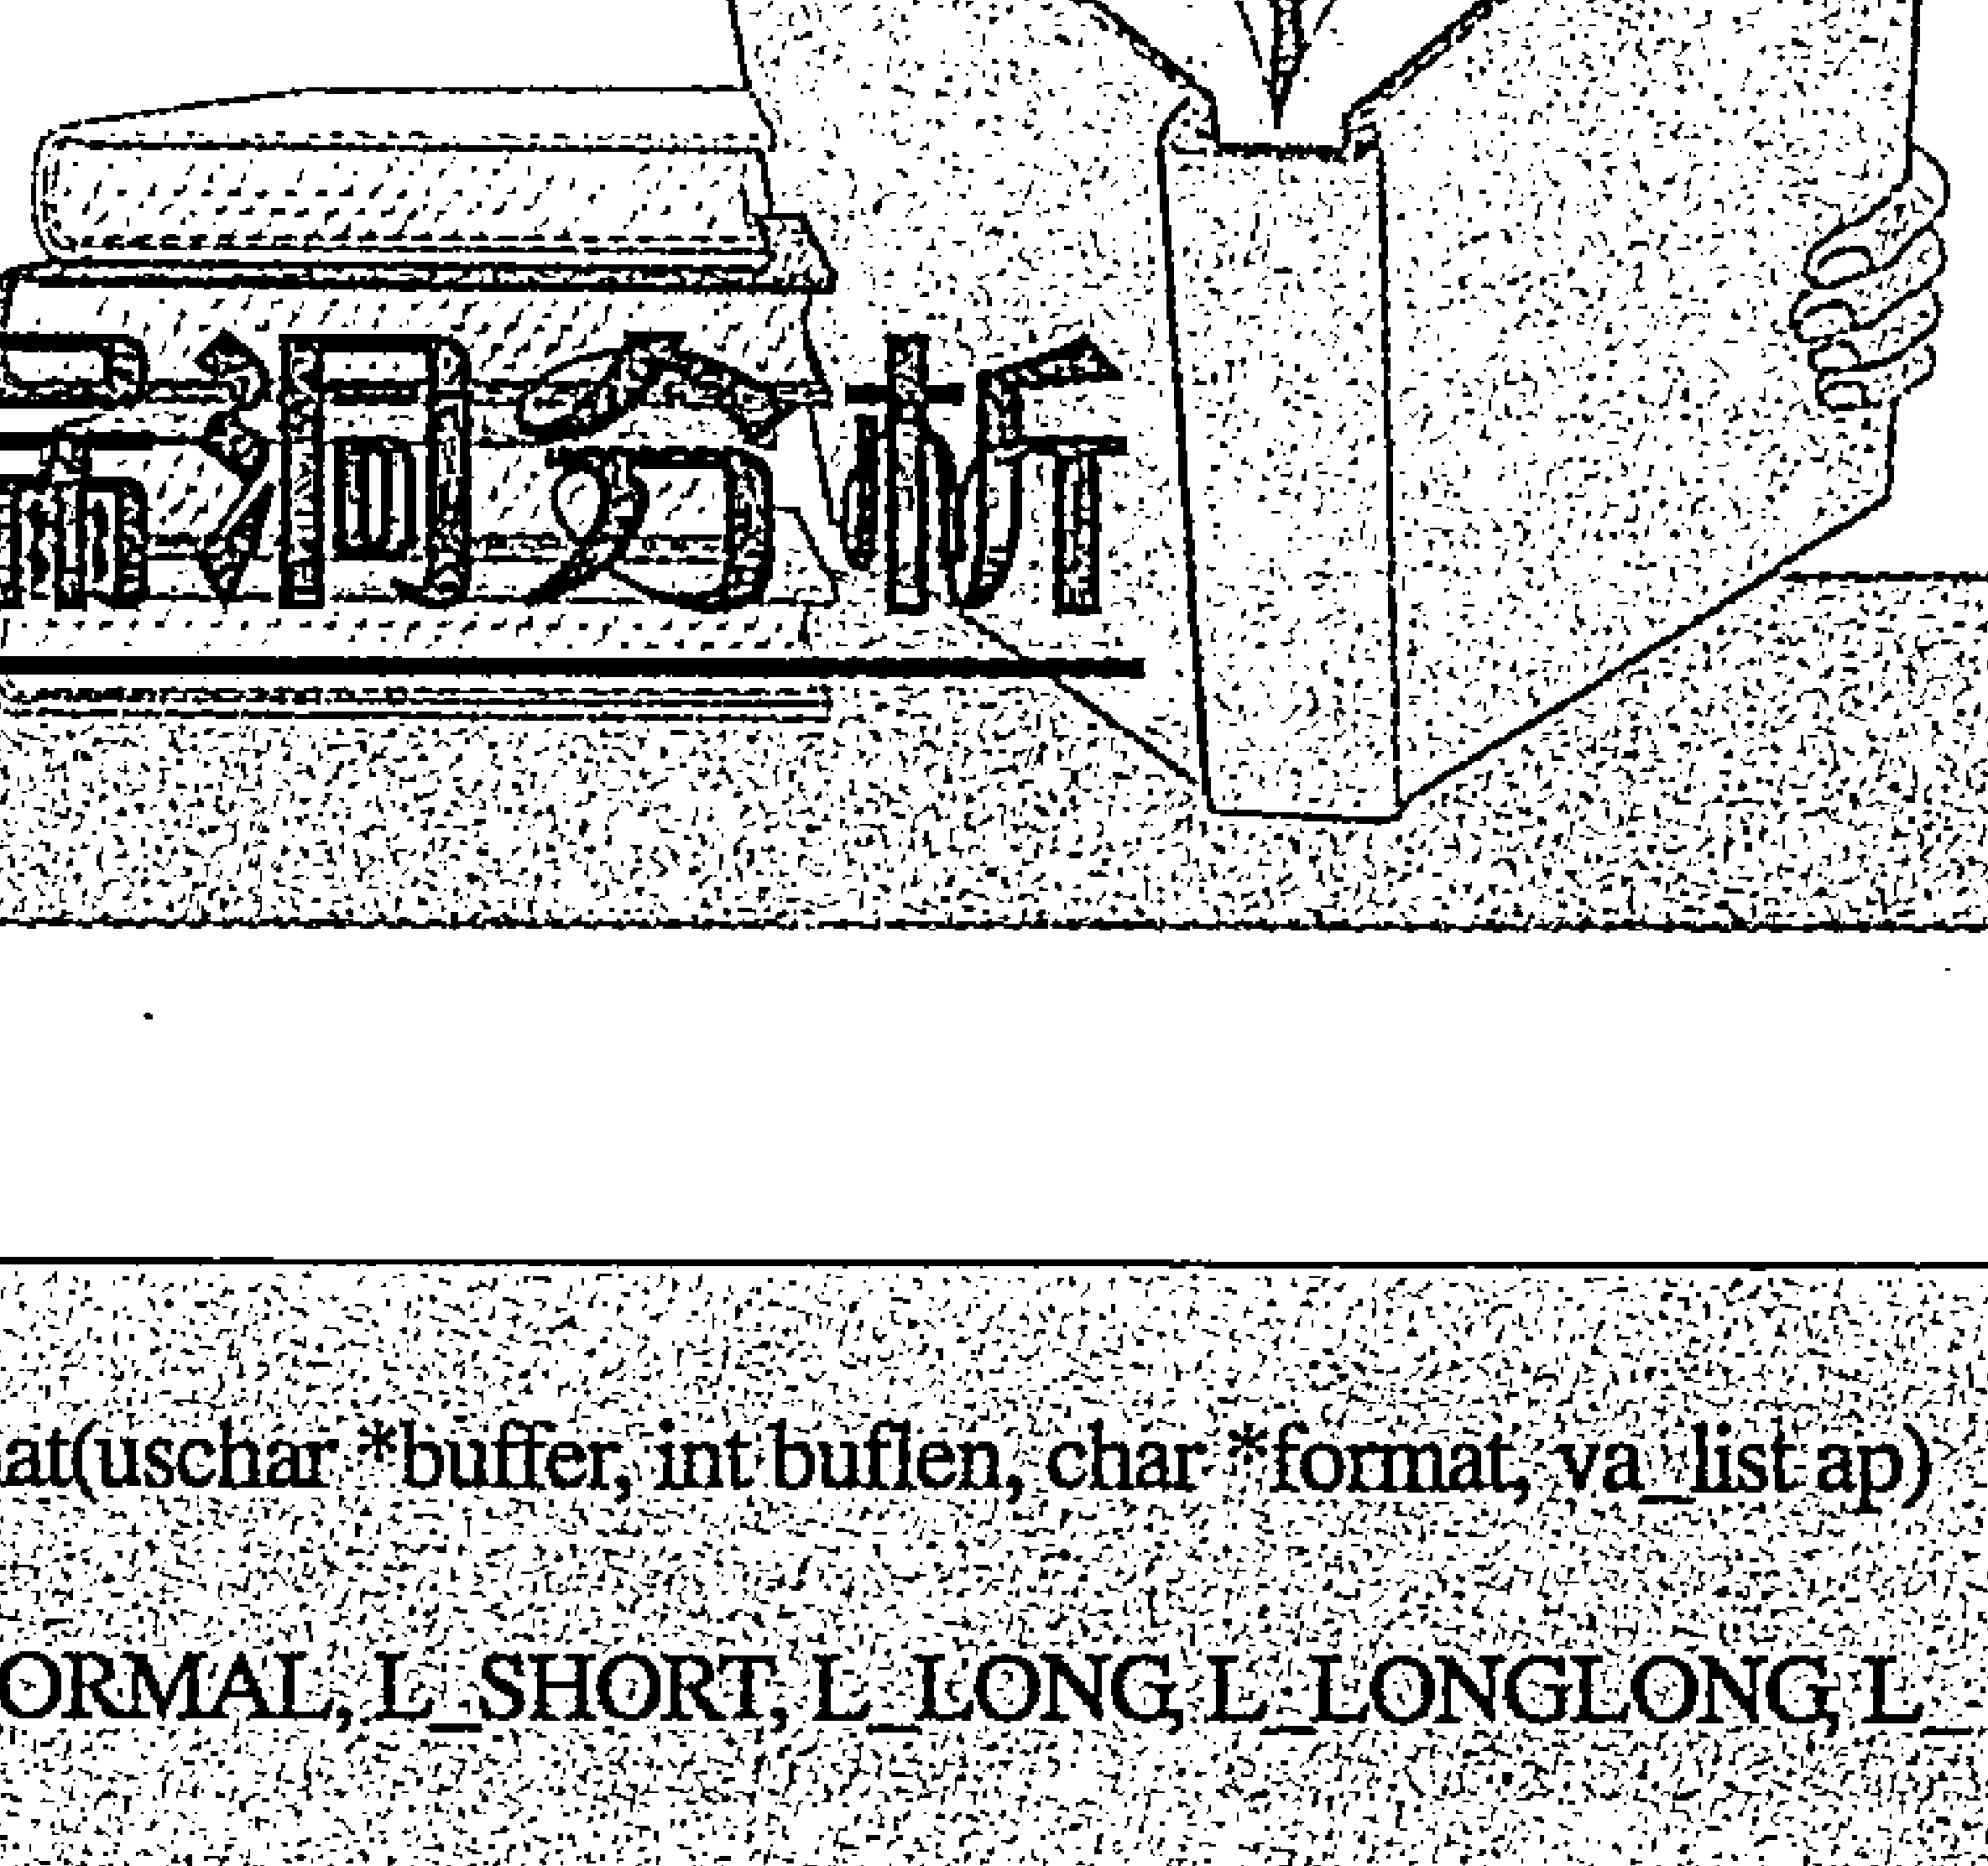 洞分析
at(uschar *buffer, int buflen, char *format, va_list ap)
ORMAL, L_SHORT, L_LONG, L_LONGLONG, L_